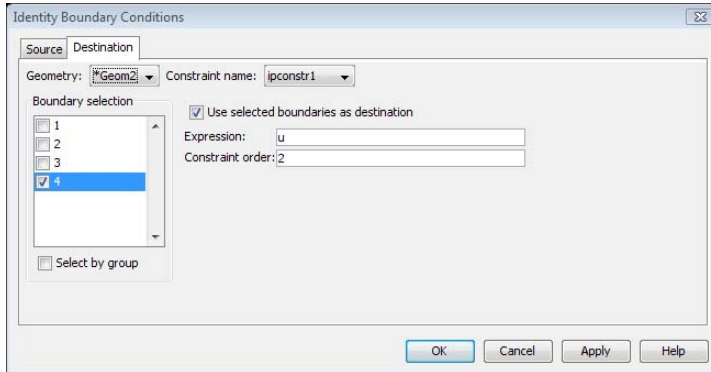 Identity Boundary Conditions
Source Destination
Geometry: *Geom2 Constraint name: ipconstr1
Boundary selection
1
2
3
4
Select by group
Use selected boundaries as destination
Expression: u
Constraint order: 2
OK Cancel Apply Help